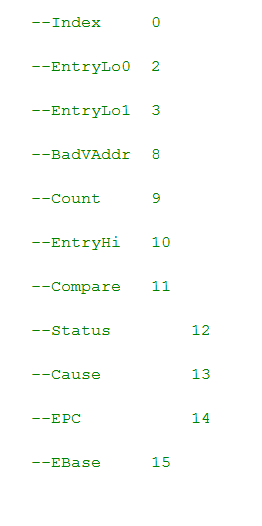 --Index 0
--EntryLo0 2
--EntryLo1 3
--BadVAddr 8
--Count 9
--EntryHi 10
--Compare 11
--Status 12
--Cause 13
--EPC 14
--EBase 15